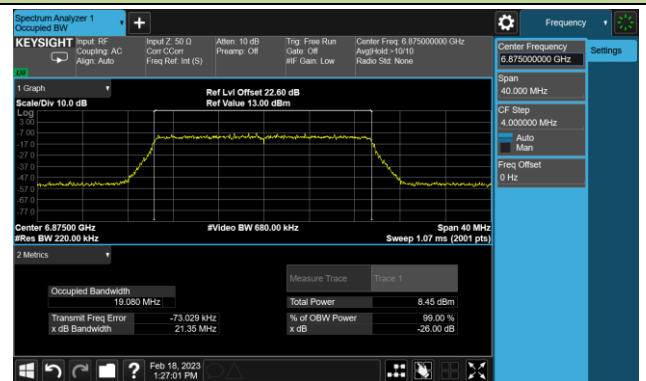 Spectrum Analyzer 1
Occupied BW
Frequency
KEYSIGHT
Input: RF
Coupling: AC
Align: Auto
Input Z: 50 Ω
Corr CCorr
Freq Ref: Int (S)
Atten: 10 dB
Preamp: Off
Trig: Free Run
Gate: Off
#IF Gain: Low
Center Freq: 6.875000000 GHz
Avg|Hold:>10/10
Radio Std: None
Center Frequency
6.875000000 GHz
Settings
Span
40.000 MHz
CF Step
4.000000 MHz
Auto
Man
Freq Offset
0 Hz
1 Graph
Ref Lvl Offset 22.60 dB
Scale/Div 10.0 dB
Ref Value 13.00 dBm
Log
3.00
-7.00
-17.0
-27.0
-37.0
-47.0
-57.0
-67.0
-77.0
Center 6.87500 GHz
#Video BW 680.00 kHz
Span 40 MHz
#Res BW 220.00 kHz
Sweep 1.07 ms (2001 pts)
2 Metrics
Measure Trace
Trace 1
Occupied Bandwidth
19.080 MHz
Total Power
8.45 dBm
Transmit Freq Error
-73.029 kHz
% of OBW Power
99.00 %
x dB Bandwidth
21.35 MHz
x dB
-26.00 dB
Feb 18, 2023
1:27:01 PM